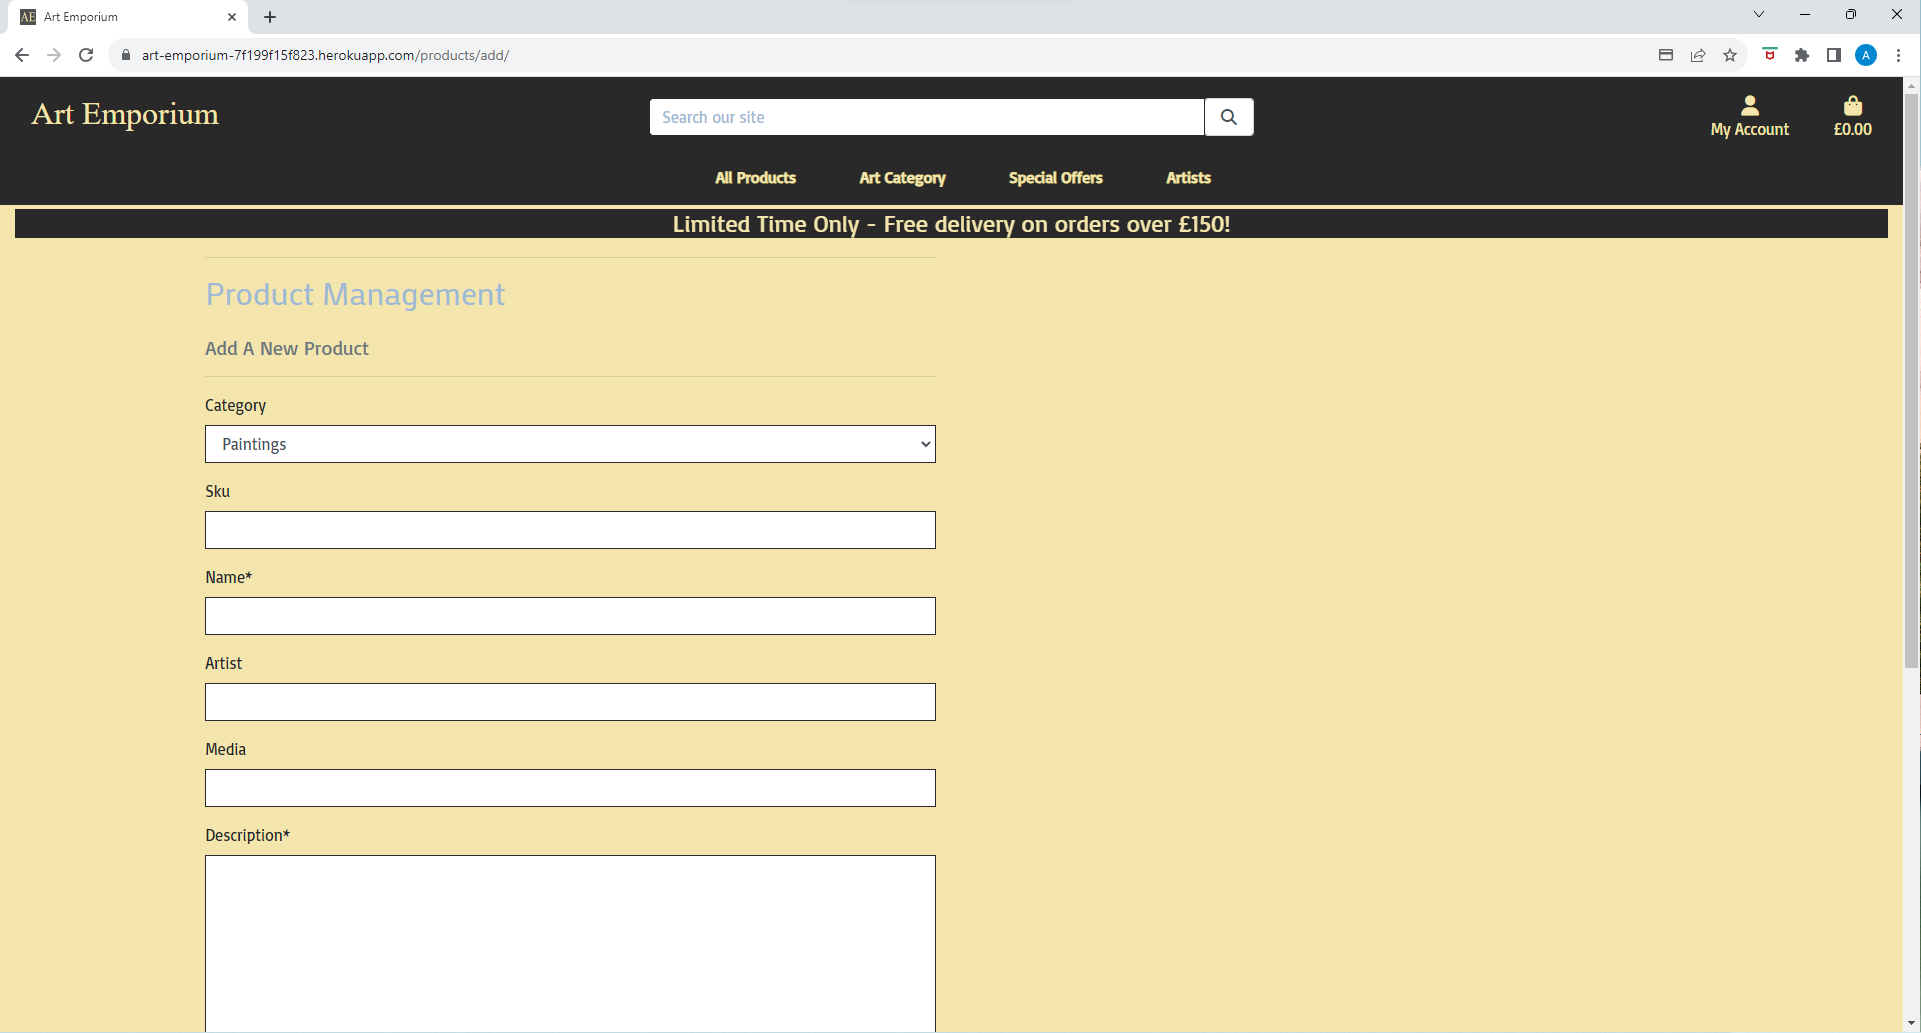 AE Art Emporium
art-emporium-7f199f15f823.herokuapp.com/products/add/
A
Art Emporium
Search our site
My Account
£0.00
All Products Art Category Special Offers Artists
Limited Time Only - Free delivery on orders over £150!
Product Management
Add A New Product
Category
Paintings
Sku
Name*
Artist
Media
Description*